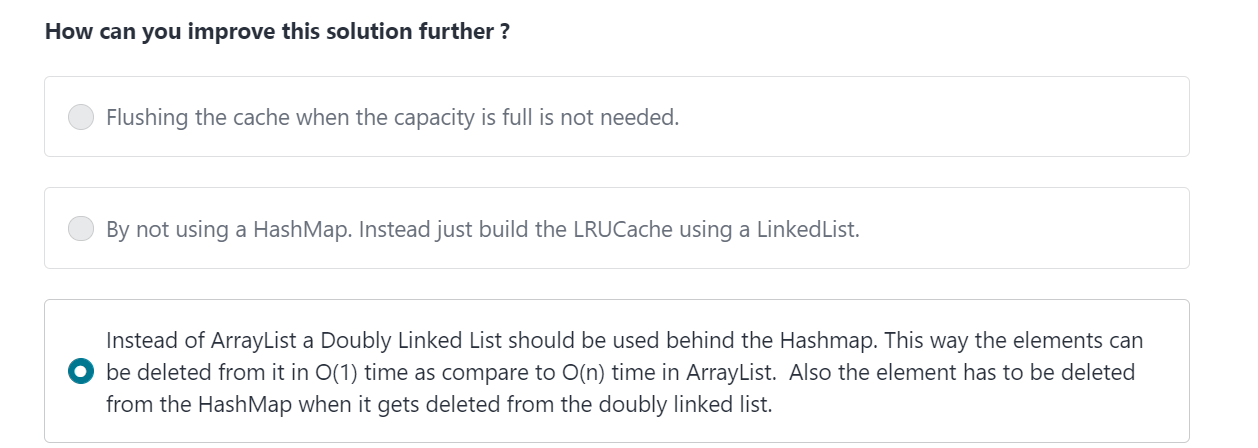 How can you improve this solution further ?
Flushing the cache when the capacity is full is not needed.
By not using a HashMap. Instead just build the LRUCache using a LinkedList.
Instead of ArrayList a Doubly Linked List should be used behind the Hashmap. This way the elements can
be deleted from it in O(1) time as compare to O(n) time in ArrayList.  Also the element has to be deleted
from the HashMap when it gets deleted from the doubly linked list.